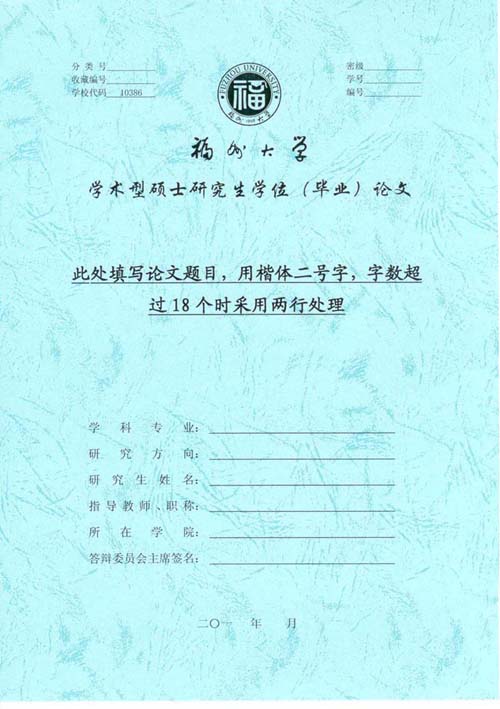 分 类 号
密级
收藏编号
学号
学校代码 10386
编号
FUZHOU UNIVERSITY
福
福州 1958 大学
福州大学
学术型硕士研究生学位（毕业）论文
此处填写论文题目，用楷体二号字，字数超
过 18 个时采用两行处理
学 科 专 业：
研 究 方 向：
研 究 生 姓 名：
指 导 教 师、职 称：
所 在 学 院：
答辩委员会主席签名：
二〇一 年 月